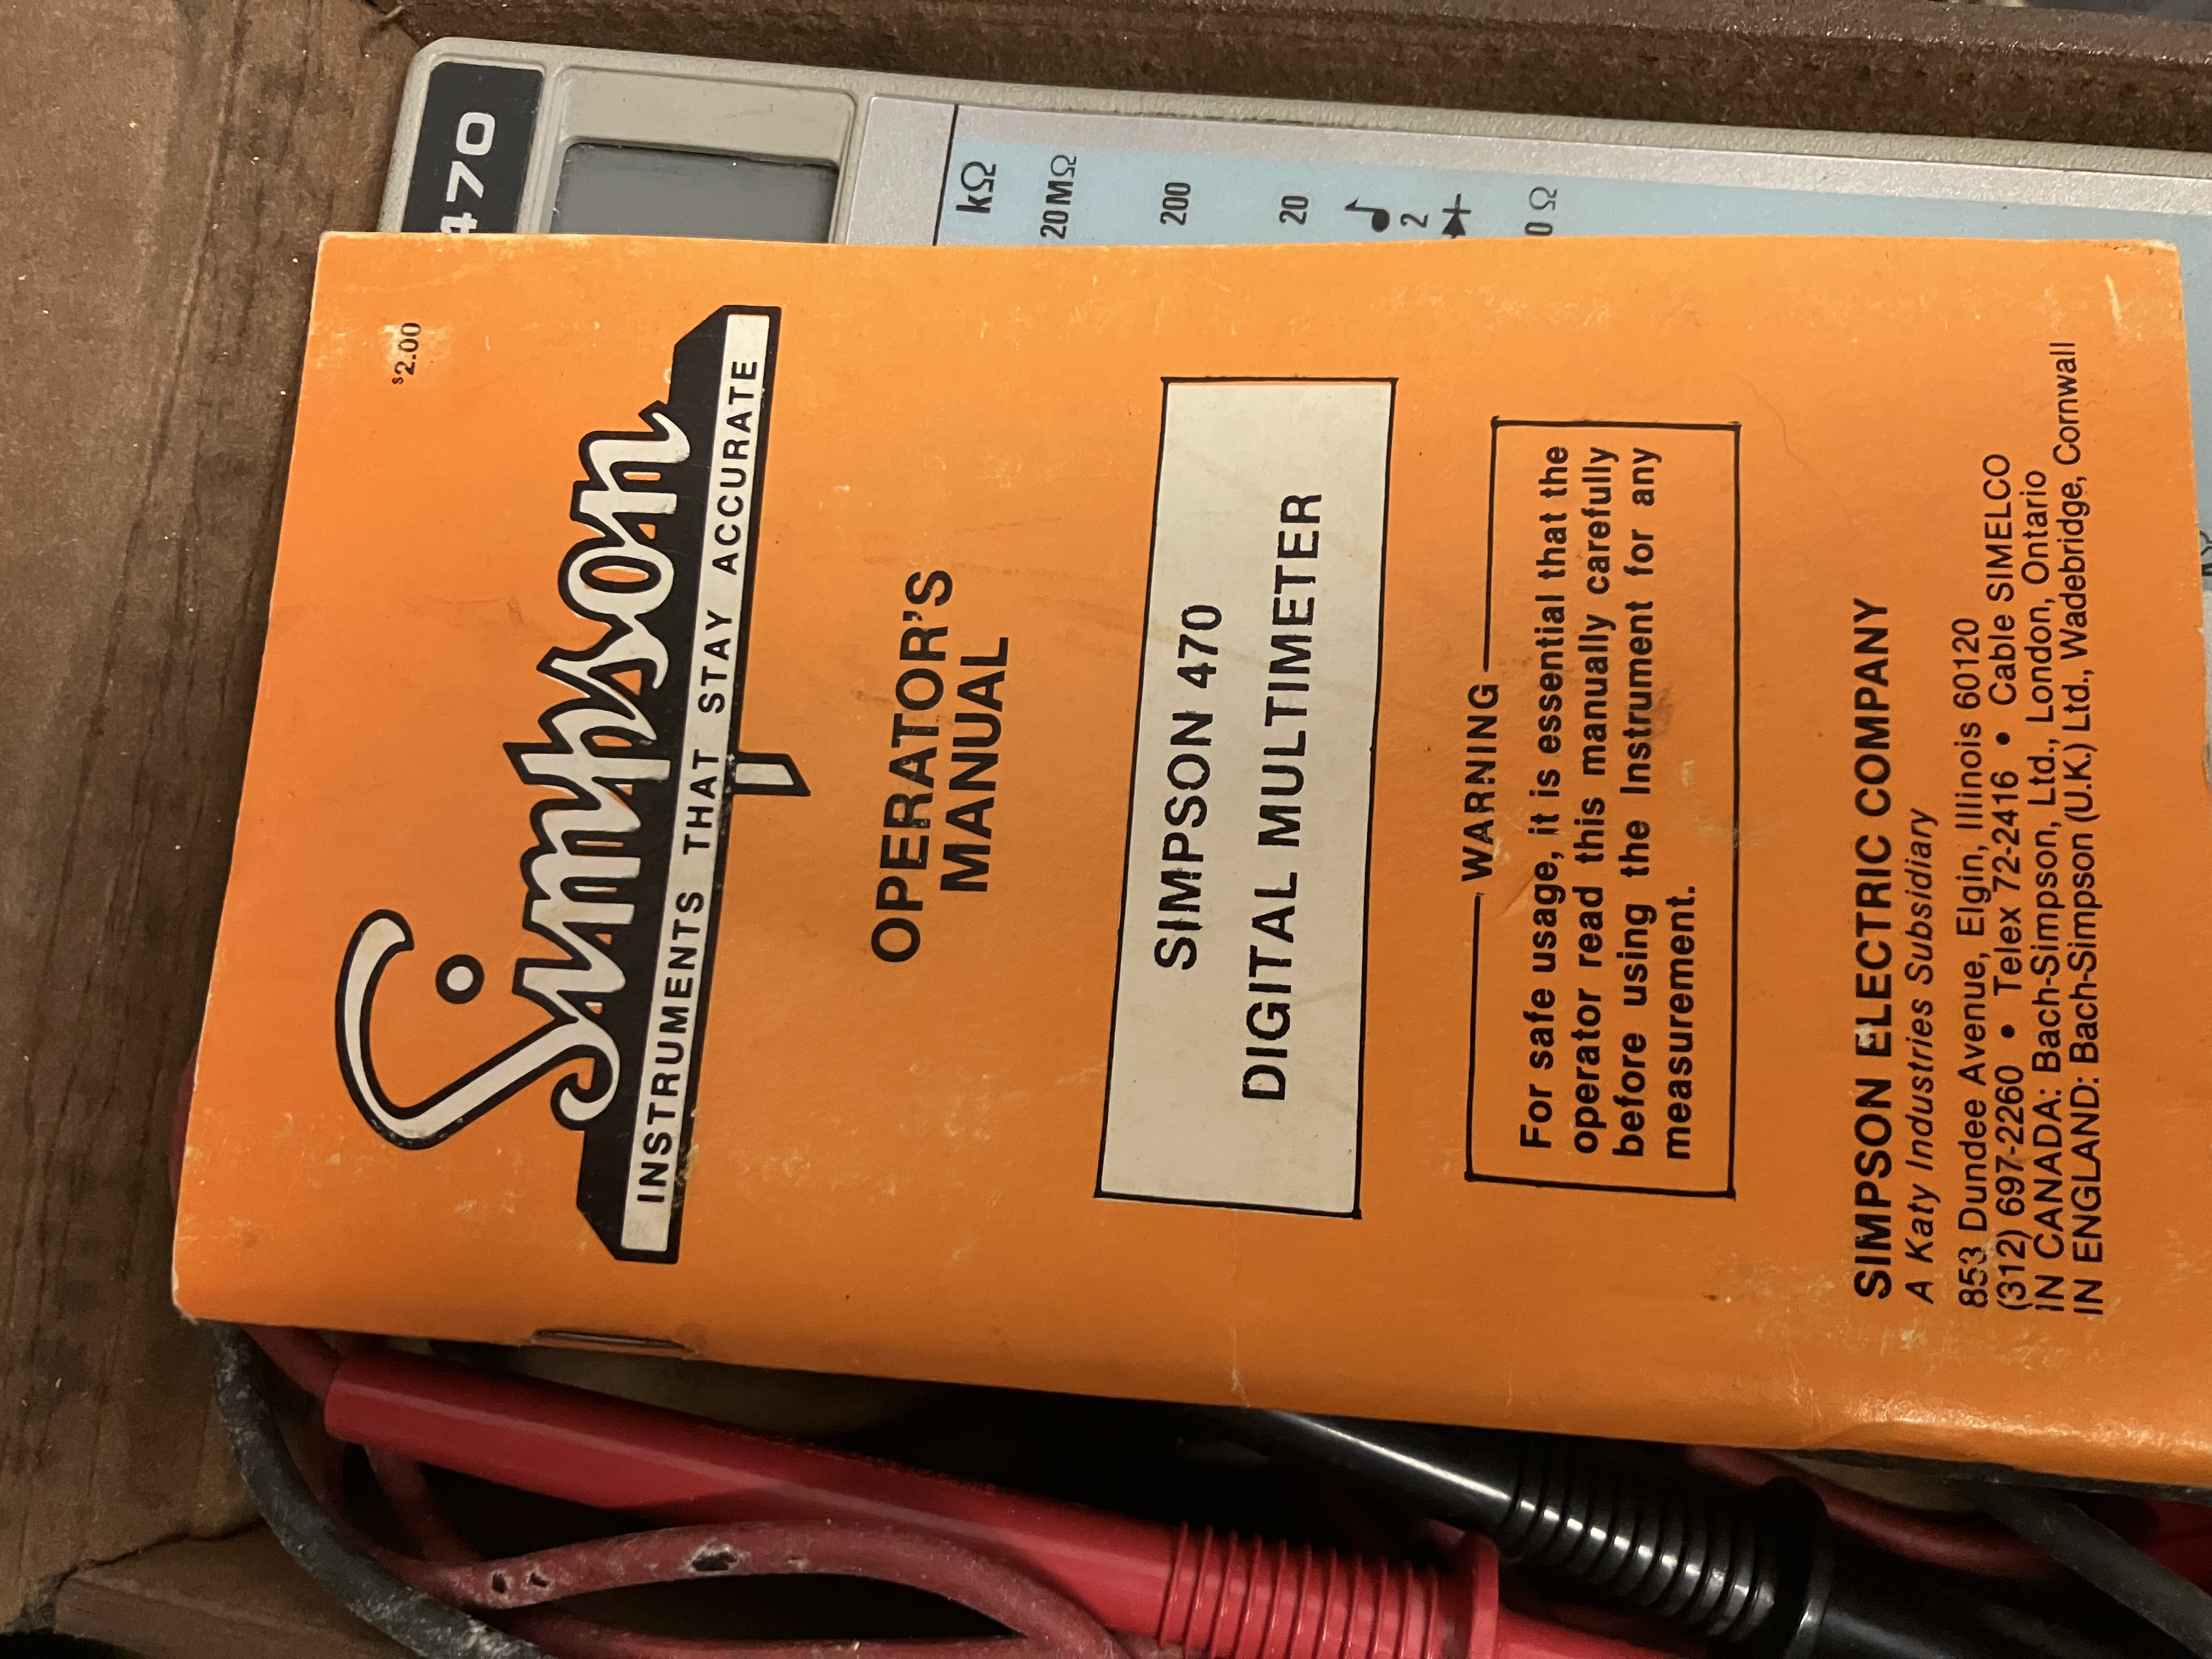 470
kΩ
20MΩ
200
20
2
0 Ω
$2.00
Simpson
INSTRUMENTS THAT STAY ACCURATE
OPERATOR'S
MANUAL
SIMPSON 470
DIGITAL MULTIMETER
WARNING
For safe usage, it is essential that the
operator read this manually carefully
before using the Instrument for any
measurement.
SIMPSON ELECTRIC COMPANY
A Katy Industries Subsidiary
853 Dundee Avenue, Elgin, Illinois 60120
(312) 697-2260 • Telex 72-2416 • Cable SIMELCO
IN CANADA: Bach-Simpson, Ltd., London, Ontario
IN ENGLAND: Bach-Simpson (U.K.) Ltd., Wadebridge, Cornwall